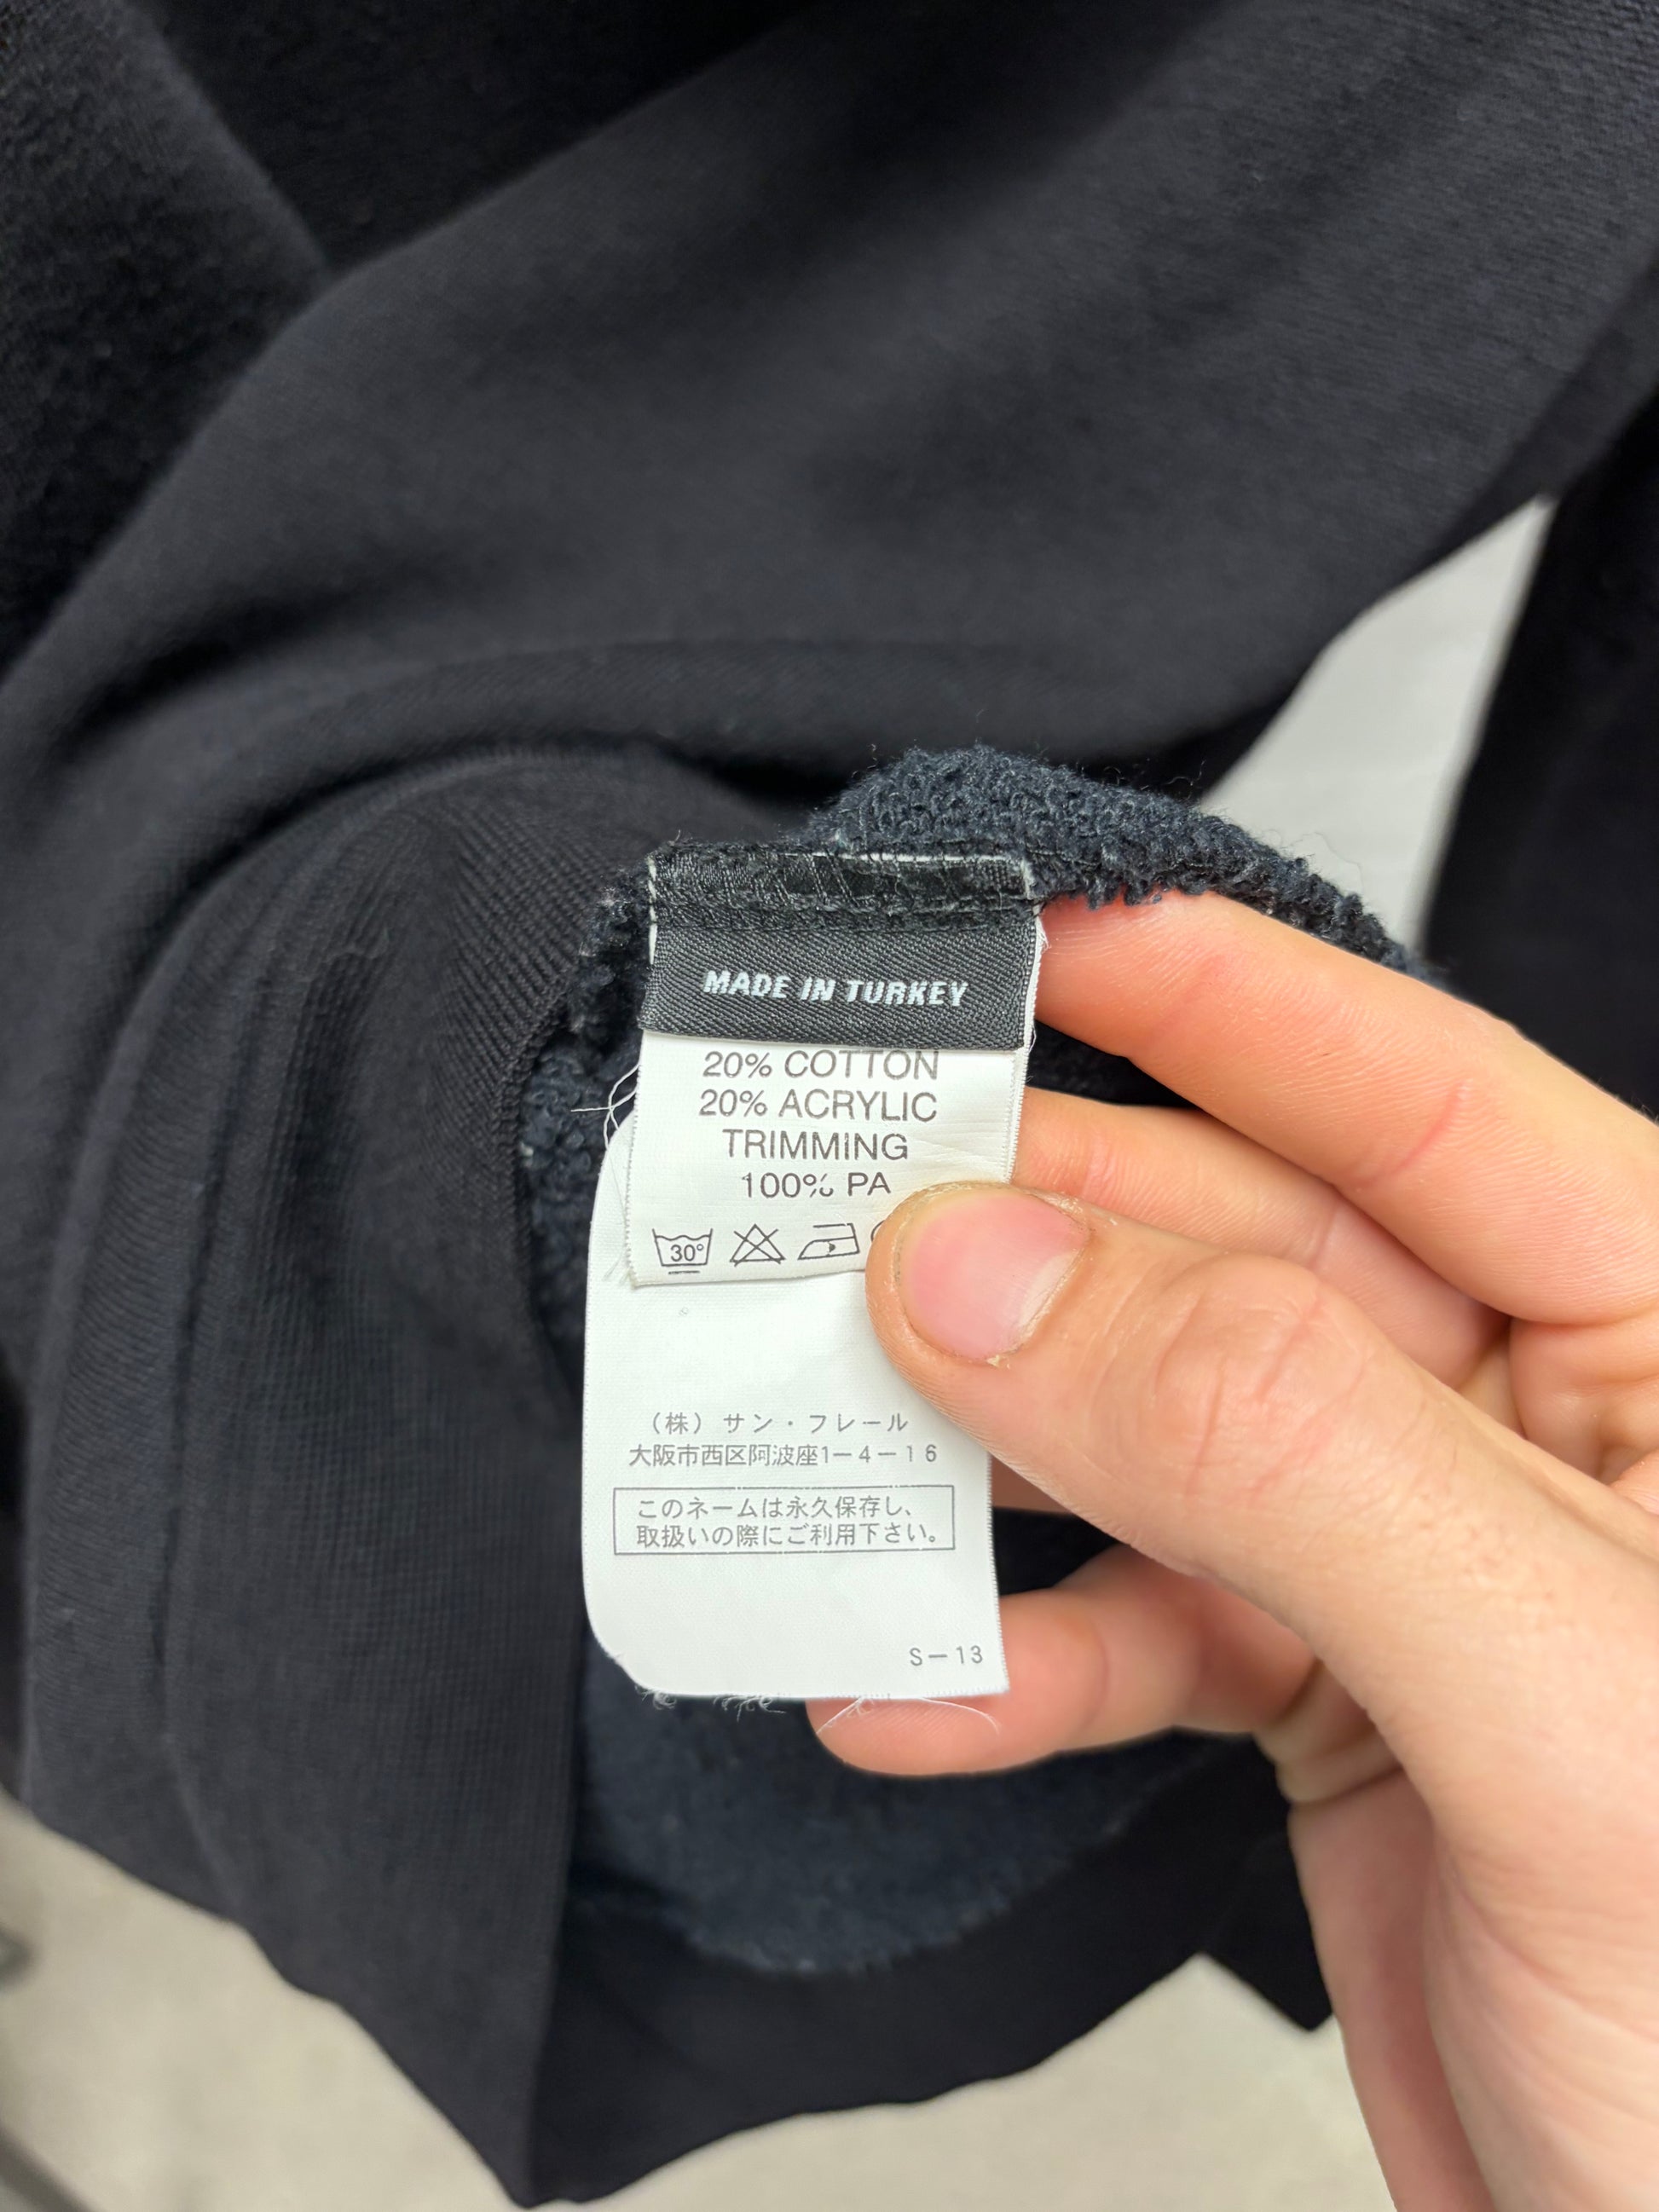 MADE IN TURKEY
20% COTTON
20% ACRYLIC
TRIMMING
100% PA
30°
(株) サン・フレール
大阪市西区阿波座1-4-16
このネームは永久保存し、
取扱いの際にご利用下さい。
S-13